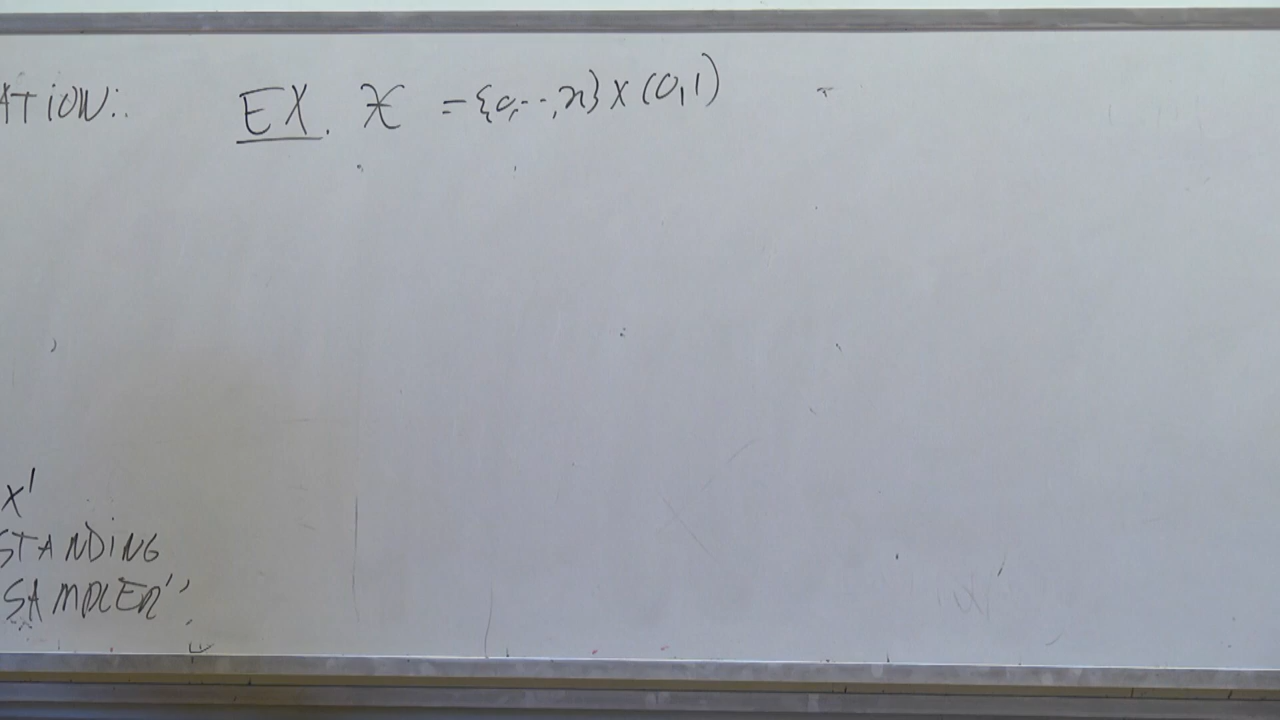 ATION:. EX. X = {0,--,n} X (0,1)
X'
STANDING
SAMPLER".